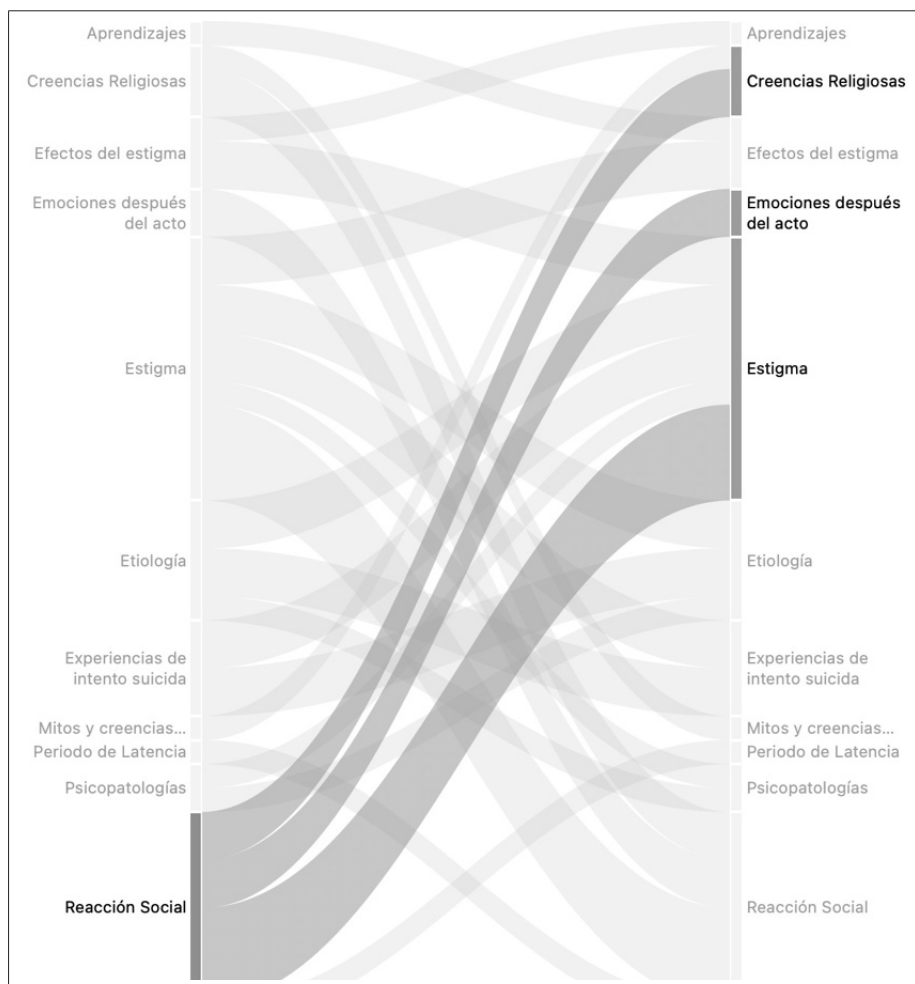 Aprendizajes
Creencias Religiosas
Efectos del estigma
Emociones después
del acto
Estigma
Etiología
Experiencias de
intento suicida
Mitos y creencias...
Periodo de Latencia
Psicopatologías
Reacción Social
Aprendizajes
Creencias Religiosas
Efectos del estigma
Emociones después
del acto
Estigma
Etiología
Experiencias de
intento suicida
Mitos y creencias...
Periodo de Latencia
Psicopatologías
Reacción Social